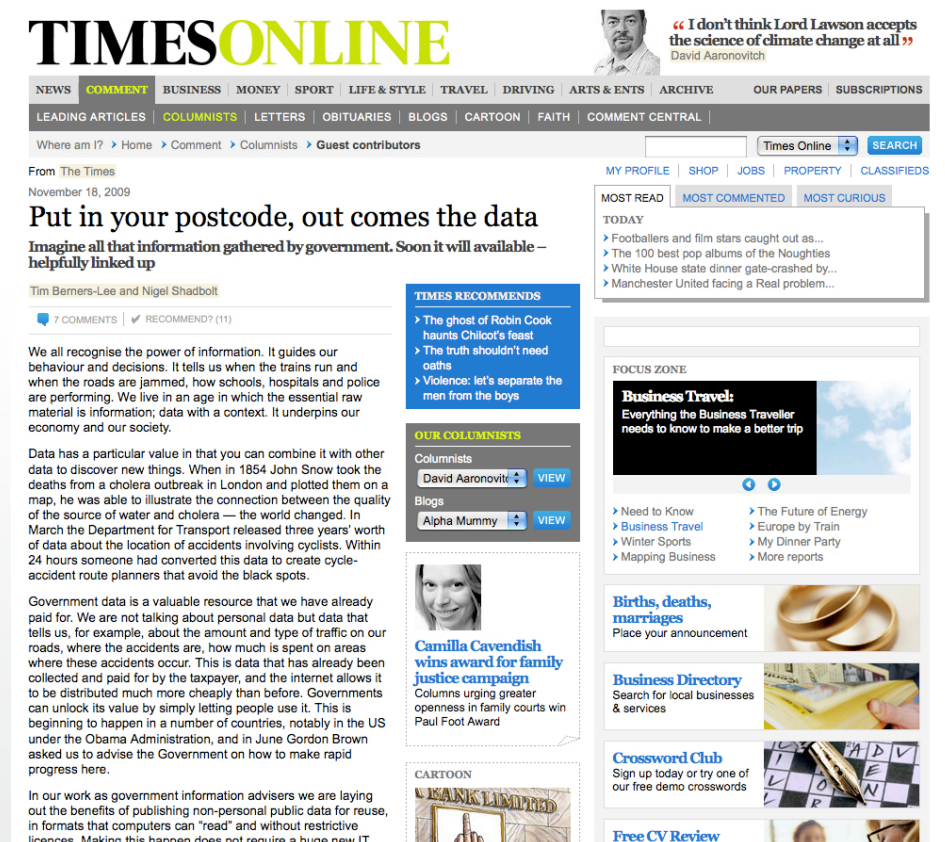 TIMESONLINE
“ I don't think Lord Lawson accepts
the science of climate change at all ”
David Aaronovitch
NEWS COMMENT BUSINESS MONEY SPORT LIFE & STYLE TRAVEL DRIVING ARTS & ENTS ARCHIVE OUR PAPERS SUBSCRIPTIONS
LEADING ARTICLES COLUMNISTS LETTERS OBITUARIES BLOGS CARTOON FAITH COMMENT CENTRAL
Where am I? Home Comment Columnists Guest contributors
Times Online SEARCH
MY PROFILE SHOP JOBS PROPERTY CLASSIFIEDS
From The Times
November 18, 2009
Put in your postcode, out comes the data
Imagine all that information gathered by government. Soon it will available –
helpfully linked up
Tim Berners-Lee and Nigel Shadbolt
7 COMMENTS RECOMMEND? (11)
We all recognise the power of information. It guides our
behaviour and decisions. It tells us when the trains run and
when the roads are jammed, how schools, hospitals and police
are performing. We live in an age in which the essential raw
material is information; data with a context. It underpins our
economy and our society.
Data has a particular value in that you can combine it with other
data to discover new things. When in 1854 John Snow took the
deaths from a cholera outbreak in London and plotted them on a
map, he was able to illustrate the connection between the quality
of the source of water and cholera — the world changed. In
March the Department for Transport released three years' worth
of data about the location of accidents involving cyclists. Within
24 hours someone had converted this data to create cycle-
accident route planners that avoid the black spots.
Government data is a valuable resource that we have already
paid for. We are not talking about personal data but data that
tells us, for example, about the amount and type of traffic on our
roads, where the accidents are, how much is spent on areas
where these accidents occur. This is data that has already been
collected and paid for by the taxpayer, and the internet allows it
to be distributed much more cheaply than before. Governments
can unlock its value by simply letting people use it. This is
beginning to happen in a number of countries, notably in the US
under the Obama Administration, and in June Gordon Brown
asked us to advise the Government on how to make rapid
progress here.
In our work as government information advisers we are laying
out the benefits of publishing non-personal public data for reuse,
in formats that computers can “read” and without restrictive
licences. Making this happen does not require a huge new IT
TIMES RECOMMENDS
The ghost of Robin Cook
haunts Chilcot's feast
The truth shouldn't need
oaths
Violence: let's separate the
men from the boys
OUR COLUMNISTS
Columnists
David Aaronovitc VIEW
Blogs
Alpha Mummy VIEW
Camilla Cavendish
wins award for family
justice campaign
Columns urging greater
openness in family courts win
Paul Foot Award
CARTOON
BANK LIMITED
MOST READ MOST COMMENTED MOST CURIOUS
TODAY
Footballers and film stars caught out as...
The 100 best pop albums of the Noughties
White House state dinner gate-crashed by...
Manchester United facing a Real problem...
FOCUS ZONE
Business Travel:
Everything the Business Traveller
needs to know to make a better trip
Need to Know
Business Travel
Winter Sports
Mapping Business
The Future of Energy
Europe by Train
My Dinner Party
More reports
Births, deaths,
marriages
Place your announcement
Business Directory
Search for local businesses
& services
Crossword Club
Sign up today or try one of
our free demo crosswords
Free CV Review